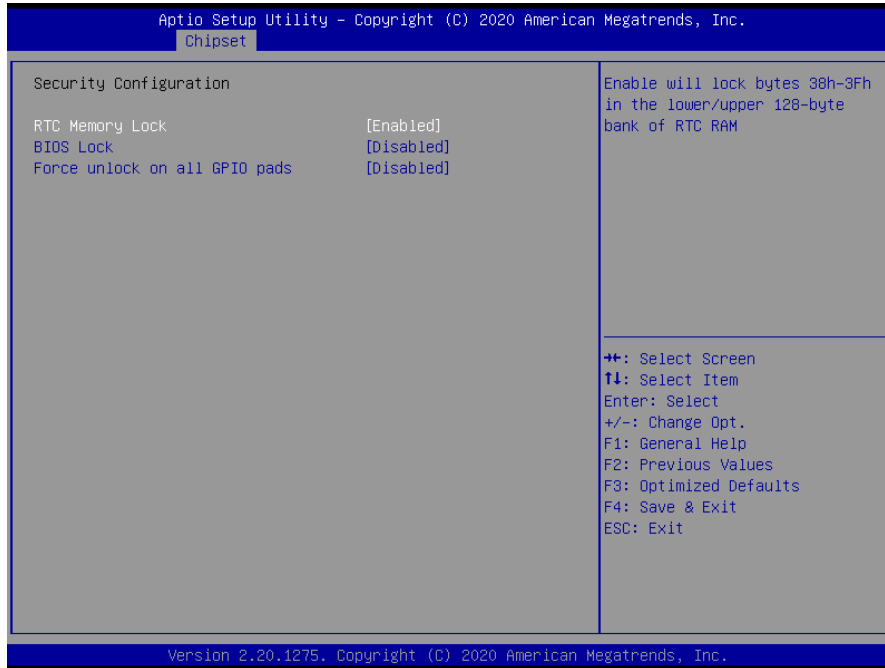 Aptio Setup Utility – Copyright (C) 2020 American Megatrends, Inc.
Chipset
Security Configuration
RTC Memory Lock [Enabled]
BIOS Lock [Disabled]
Force unlock on all GPIO pads [Disabled]
Enable will lock bytes 38h-3Fh
in the lower/upper 128-byte
bank of RTC RAM
→←: Select Screen
↑↓: Select Item
Enter: Select
+/-: Change Opt.
F1: General Help
F2: Previous Values
F3: Optimized Defaults
F4: Save & Exit
ESC: Exit
Version 2.20.1275. Copyright (C) 2020 American Megatrends, Inc.